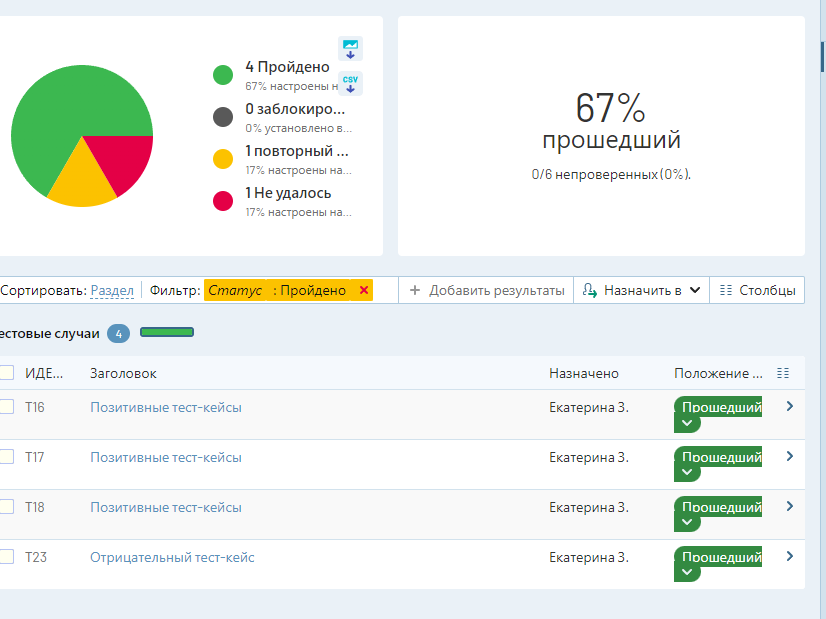 4 Пройдено
67% настроены н
CSV
0 заблокиро...
0% установлено в...
1 повторный ...
17% настроены на...
1 Не удалось
17% настроены на...
67%
прошедший
0/6 непроверенных (0%).
Сортировать: Раздел Фильтр: Статус : Пройдено ×
+ Добавить результаты Назначить в Столбцы
естовые случаи 4
ИДЕ... Заголовок Назначено Положение ...
T16 Позитивные тест-кейсы Екатерина З. Прошедший
T17 Позитивные тест-кейсы Екатерина З. Прошедший
T18 Позитивные тест-кейсы Екатерина З. Прошедший
T23 Отрицательный тест-кейс Екатерина З. Прошедший